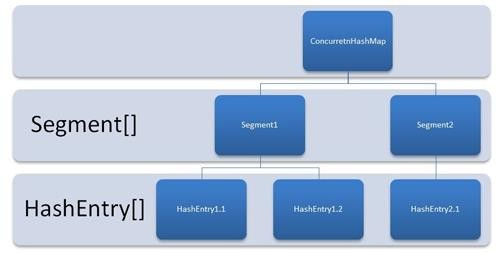 ConcurretnHashMap
Segment[]
Segment1
Segment2
HashEntry[]
HashEntry1.1
HashEntry1.2
HashEntry2.1